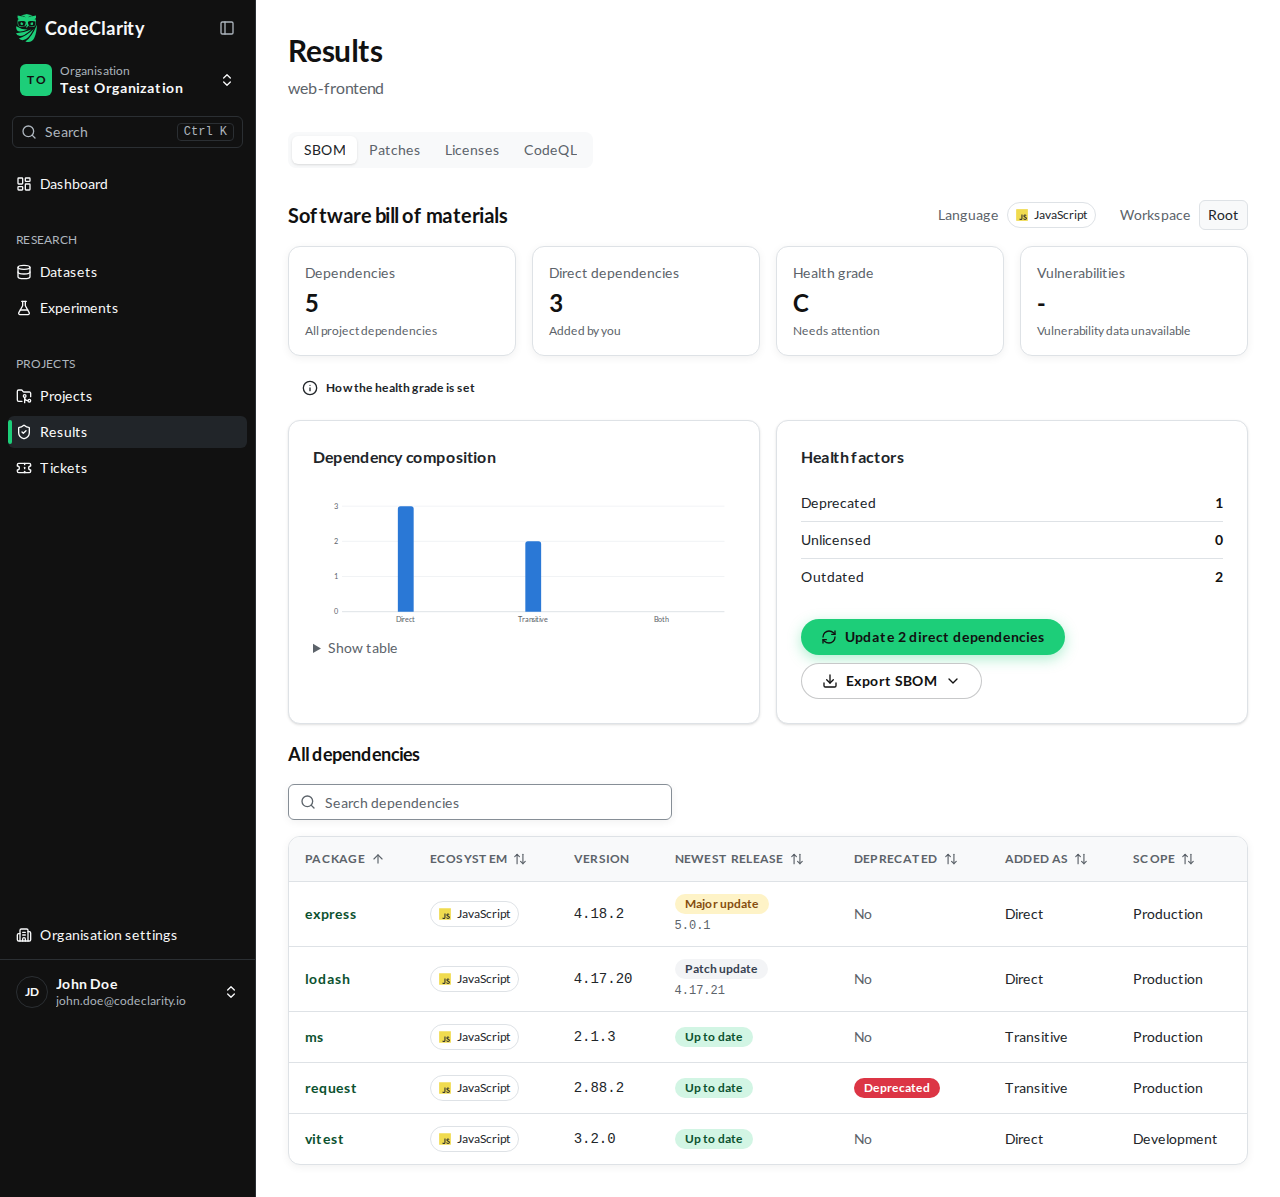 CodeClarity
TO
Organisation
Test Organization
Search
Ctrl K
Dashboard
RESEARCH
Datasets
Experiments
PROJECTS
Projects
Results
Tickets
Organisation settings
JD
John Doe
john.doe@codeclarity.io
Results
web-frontend
SBOM Patches Licenses CodeQL
Software bill of materials
Language JS JavaScript Workspace Root
Dependencies
5
All project dependencies
Direct dependencies
3
Added by you
Health grade
C
Needs attention
Vulnerabilities
-
Vulnerability data unavailable
How the health grade is set
Dependency composition
3
2
1
0
Direct Transitive Both
Show table
Health factors
Deprecated 1
Unlicensed 0
Outdated 2
Update 2 direct dependencies
Export SBOM
All dependencies
Search dependencies
PACKAGE ECOSYSTEM VERSION NEWEST RELEASE DEPRECATED ADDED AS SCOPE
express JS JavaScript 4.18.2 Major update 5.0.1 No Direct Production
lodash JS JavaScript 4.17.20 Patch update 4.17.21 No Direct Production
ms JS JavaScript 2.1.3 Up to date No Transitive Production
request JS JavaScript 2.88.2 Up to date Deprecated Transitive Production
vitest JS JavaScript 3.2.0 Up to date No Direct Development